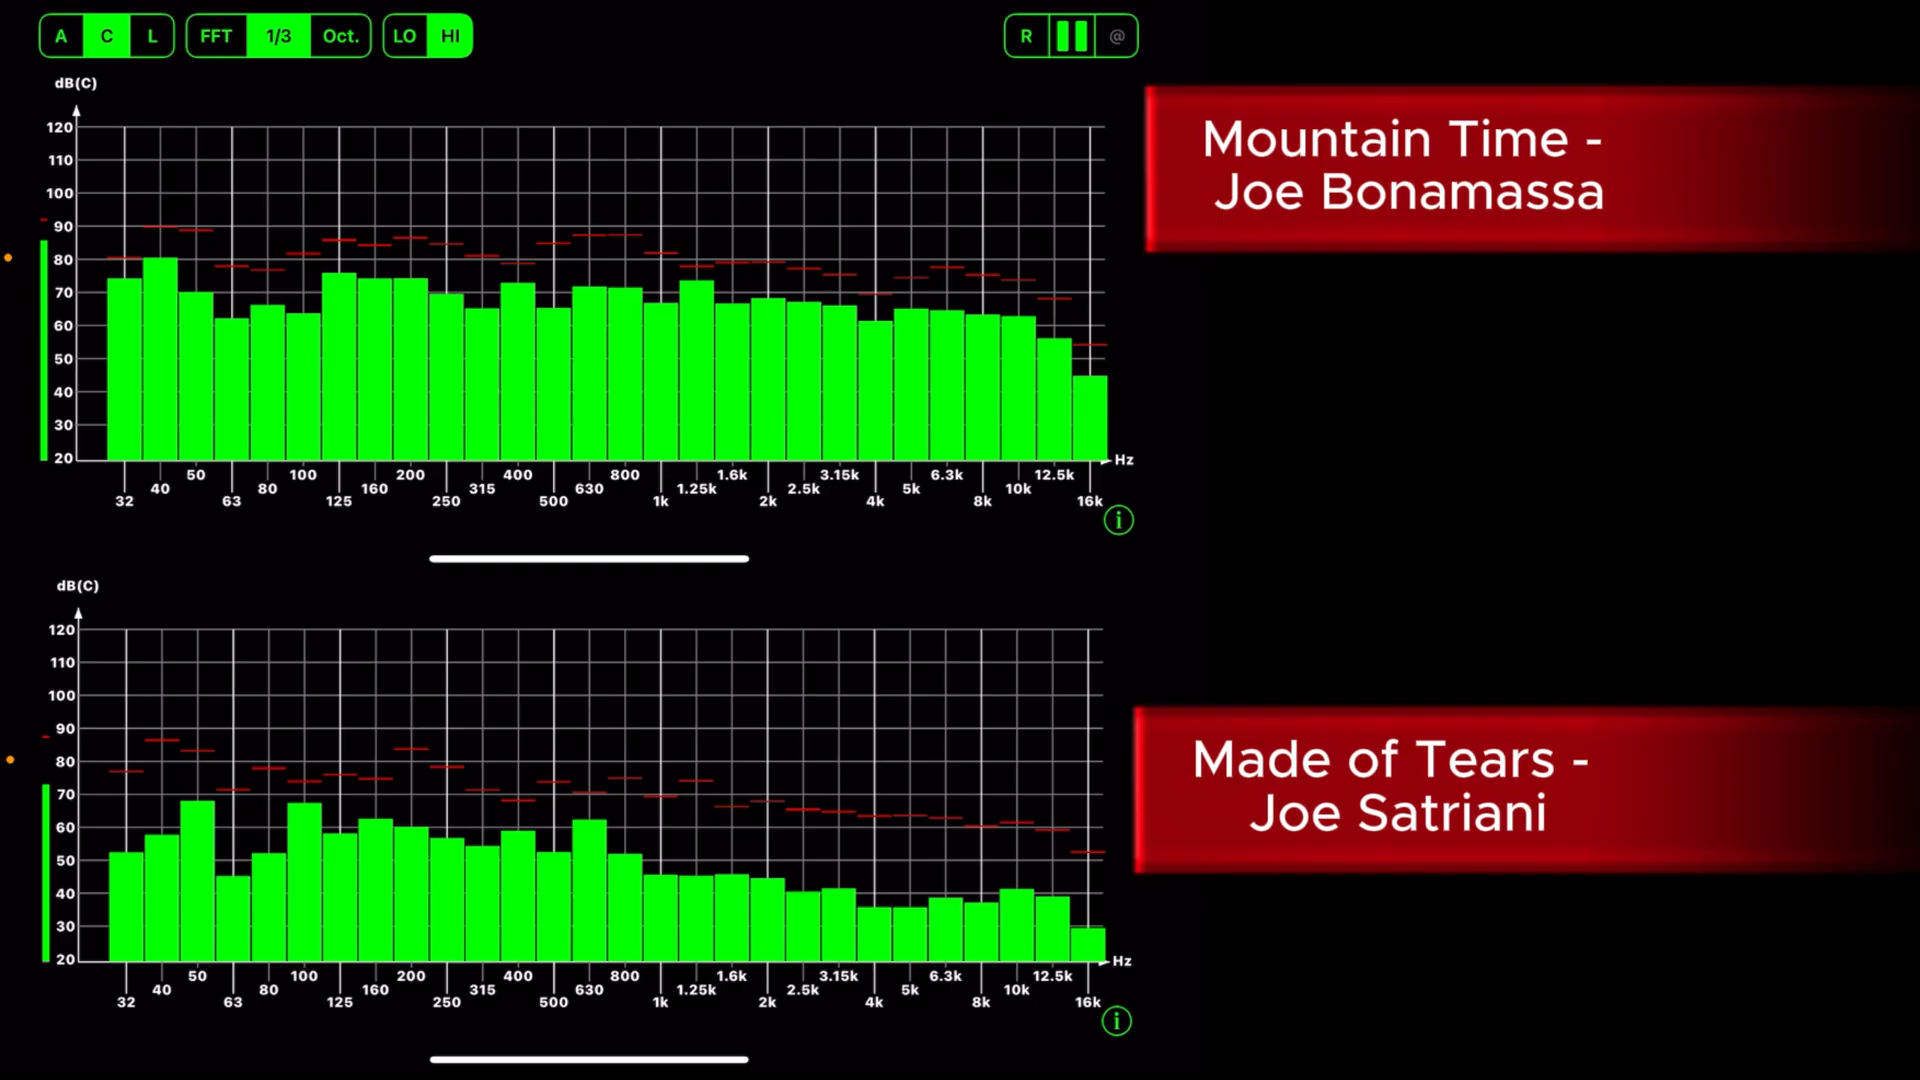 A C L FFT 1/3 Oct. LO HI R @
dB(C)
120
110
100
90
80
70
60
50
40
30
20
Hz
50 100 200 400 800 1.6k 3.15k 6.3k 12.5k
40 80 160 315 630 1.25k 2.5k 5k 10k
32 63 125 250 500 1k 2k 4k 8k 16k
i
Mountain Time -
Joe Bonamassa
dB(C)
120
110
100
90
80
70
60
50
40
30
20
Hz
50 100 200 400 800 1.6k 3.15k 6.3k 12.5k
40 80 160 315 630 1.25k 2.5k 5k 10k
32 63 125 250 500 1k 2k 4k 8k 16k
i
Made of Tears -
Joe Satriani